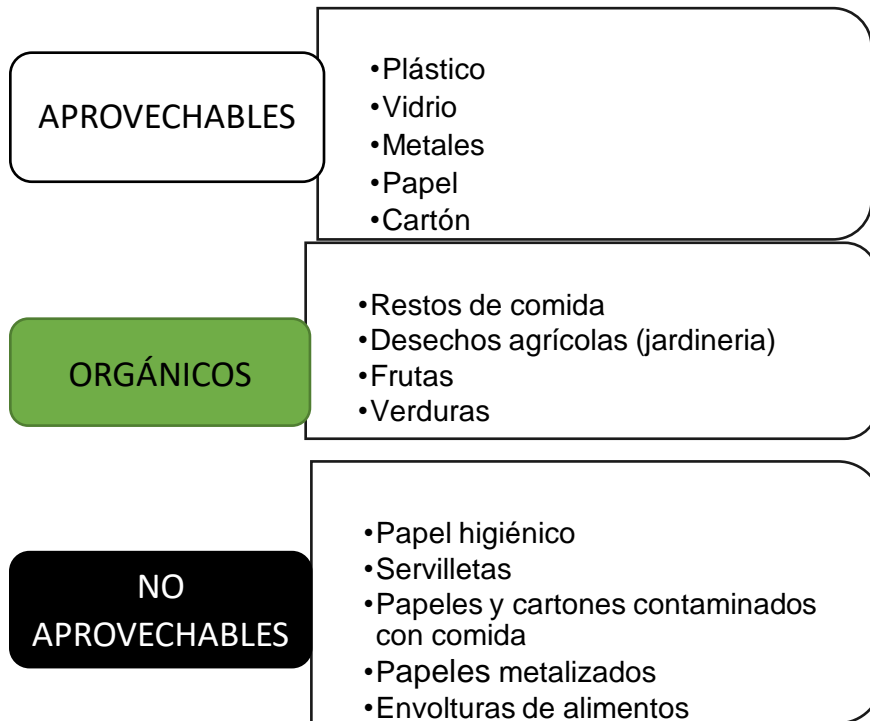 APROVECHABLES
•Plástico
•Vidrio
•Metales
•Papel
•Cartón
ORGÁNICOS
•Restos de comida
•Desechos agrícolas (jardineria)
•Frutas
•Verduras
NO
APROVECHABLES
•Papel higiénico
•Servilletas
•Papeles y cartones contaminados
con comida
•Papeles metalizados
•Envolturas de alimentos